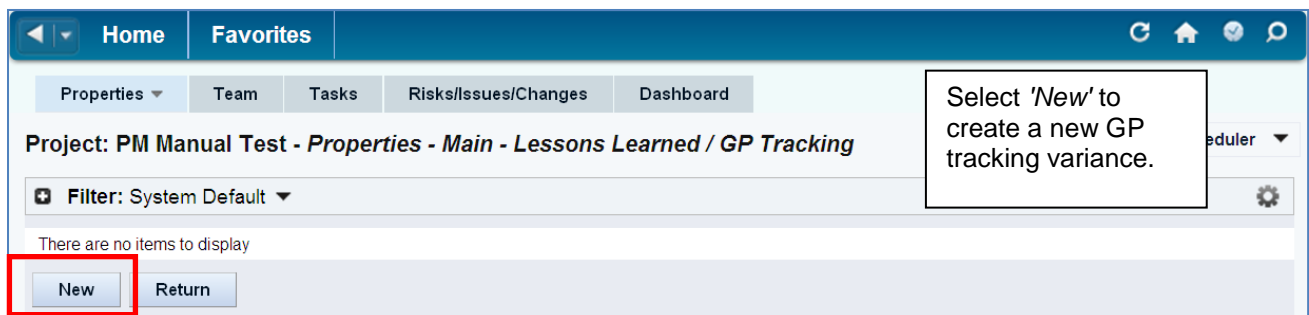 Home Favorites
Properties Team Tasks Risks/Issues/Changes Dashboard
Select 'New' to
create a new GP
tracking variance.
Project: PM Manual Test - Properties - Main - Lessons Learned / GP Tracking
eduler
Filter: System Default
There are no items to display
New Return